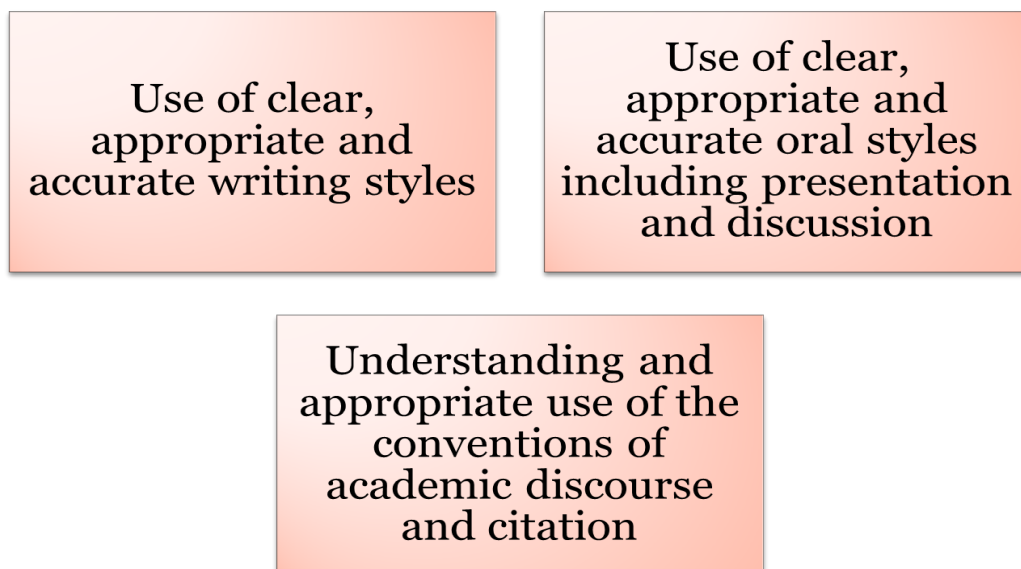 Use of clear,
appropriate and
accurate writing styles
Use of clear,
appropriate and
accurate oral styles
including presentation
and discussion
Understanding and
appropriate use of the
conventions of
academic discourse
and citation